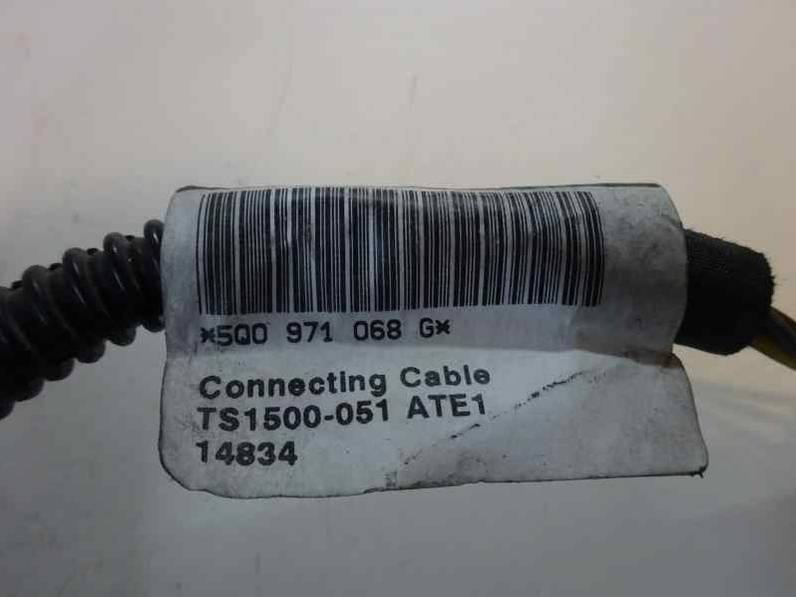 *5Q0 971 068 G*
Connecting Cable
TS1500-051 ATE1
14834